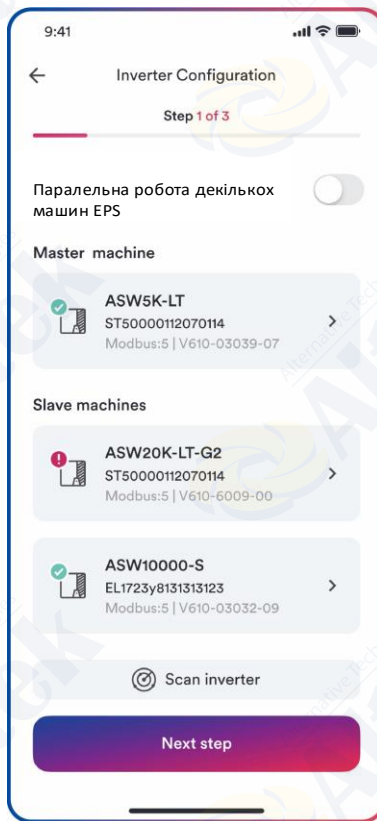 9:41
Inverter Configuration
Step 1 of 3
Паралельна робота декількох
машин EPS
Master machine
ASW5K-LT
ST50000112070114
Modbus:5 | V610-03039-07
Slave machines
ASW20K-LT-G2
ST50000112070114
Modbus:5 | V610-6009-00
ASW10000-S
EL1723y8131313123
Modbus:5 | V610-03032-09
Scan inverter
Next step